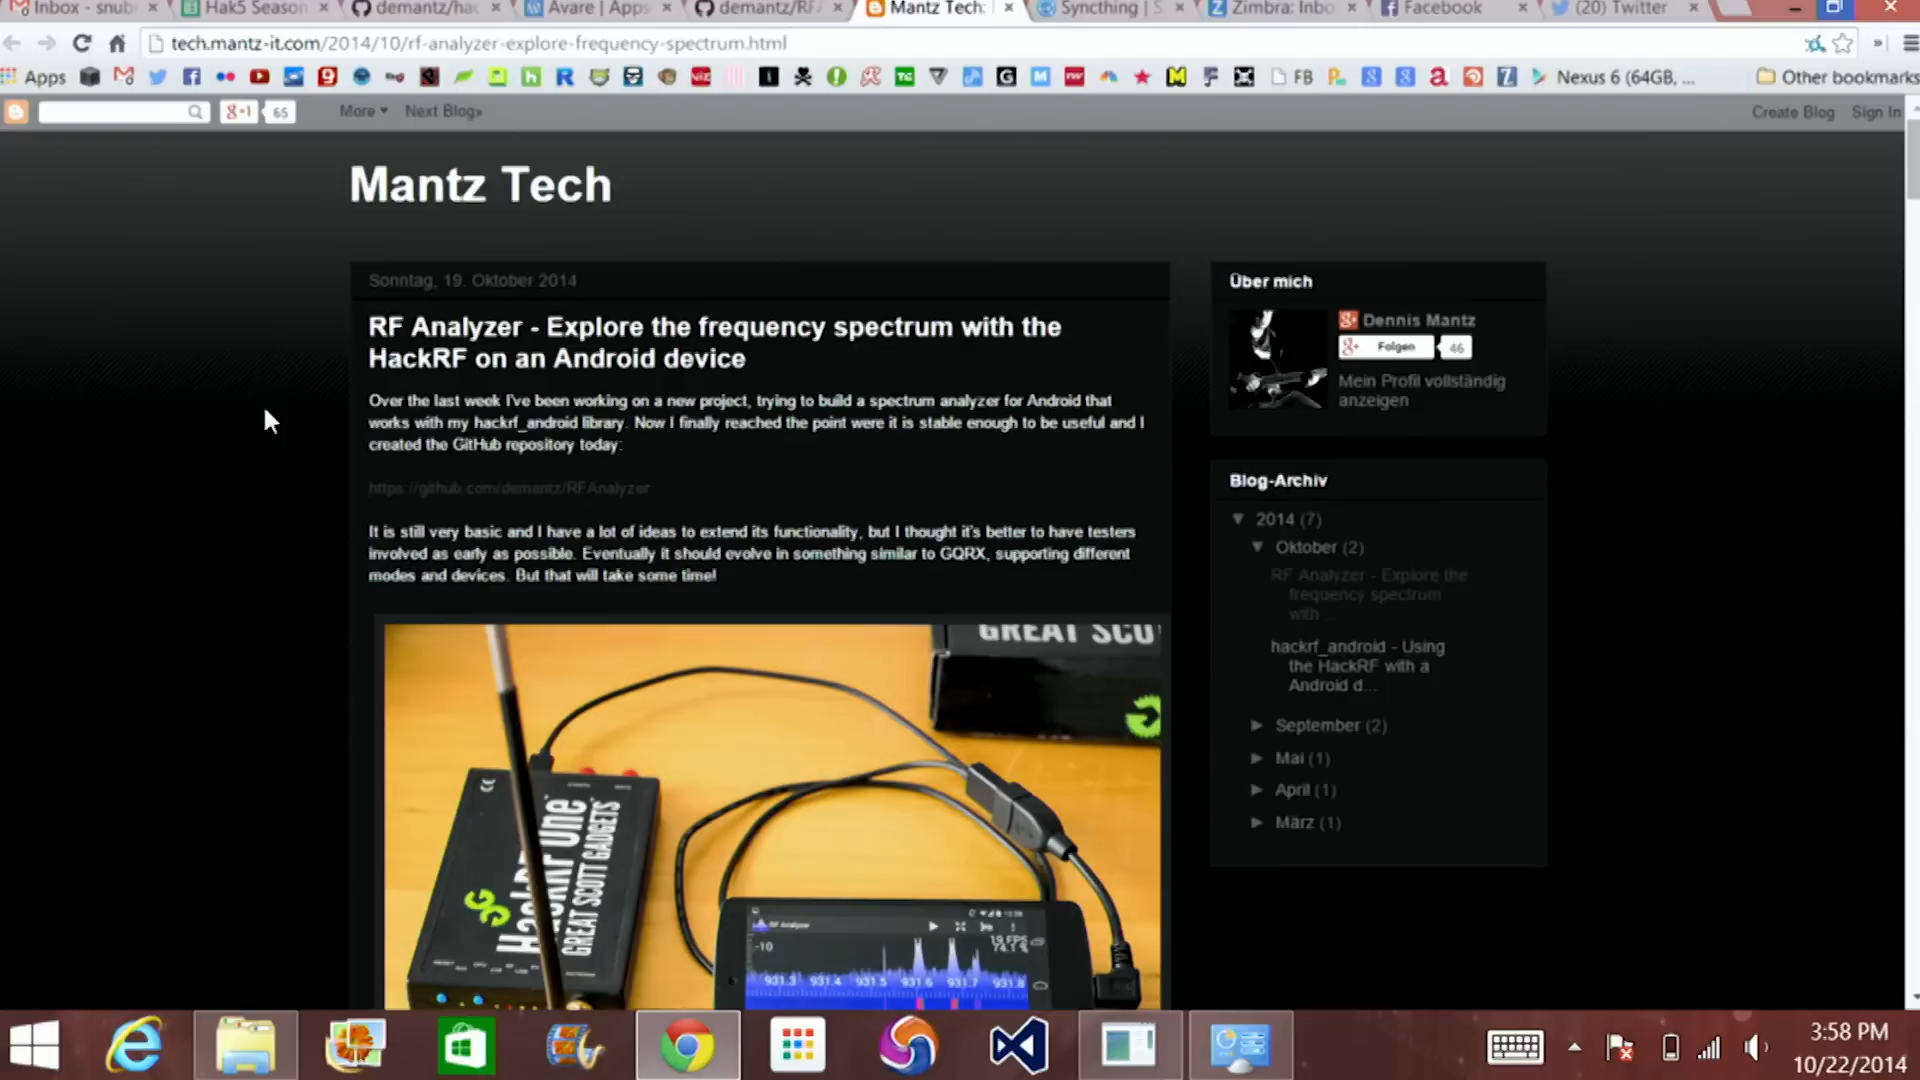 Inbox - snub
Hak5 Season
demantz/hac
Avare | Apps
demantz/RFA
Mantz Tech:
Syncthing | S
Zimbra: Inbo
Facebook
(20) Twitter
tech.mantz-it.com/2014/10/rf-analyzer-explore-frequency-spectrum.html
Apps
FB
Nexus 6 (64GB, ...
Other bookmarks
g+1 65 More Next Blog»
Create Blog Sign In
Mantz Tech
Sonntag, 19. Oktober 2014
RF Analyzer - Explore the frequency spectrum with the
HackRF on an Android device
Over the last week I've been working on a new project, trying to build a spectrum analyzer for Android that
works with my hackrf_android library. Now I finally reached the point were it is stable enough to be useful and I
created the GitHub repository today:
https://github.com/demantz/RFAnalyzer
It is still very basic and I have a lot of ideas to extend its functionality, but I thought it's better to have testers
involved as early as possible. Eventually it should evolve in something similar to GQRX, supporting different
modes and devices. But that will take some time!
GREAT SCO
HackRF One
GREAT SCOTT GADGETS
RF Analyzer
-10
19 FPS
74.1 %
931.3 931.4 931.5 931.6 931.7 931.8
Über mich
Dennis Mantz
Folgen 46
Mein Profil vollständig
anzeigen
Blog-Archiv
▼ 2014 (7)
▼ Oktober (2)
RF Analyzer - Explore the
frequency spectrum
with ...
hackrf_android - Using
the HackRF with a
Android d...
► September (2)
► Mai (1)
► April (1)
► März (1)
3:58 PM
10/22/2014